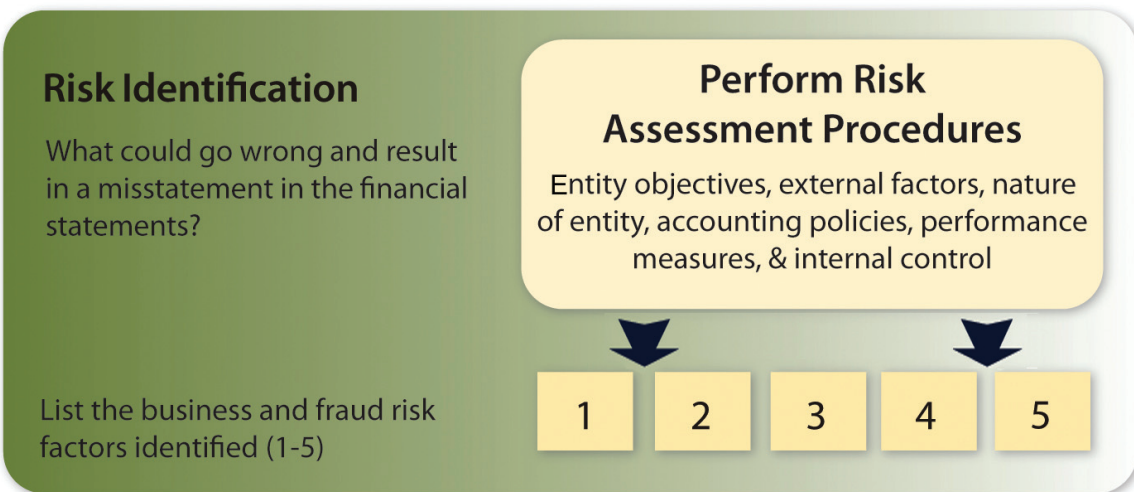 Risk Identification
What could go wrong and result
in a misstatement in the financial
statements?
Perform Risk
Assessment Procedures
Entity objectives, external factors, nature
of entity, accounting policies, performance
measures, & internal control
List the business and fraud risk
factors identified (1-5)
1 2 3 4 5